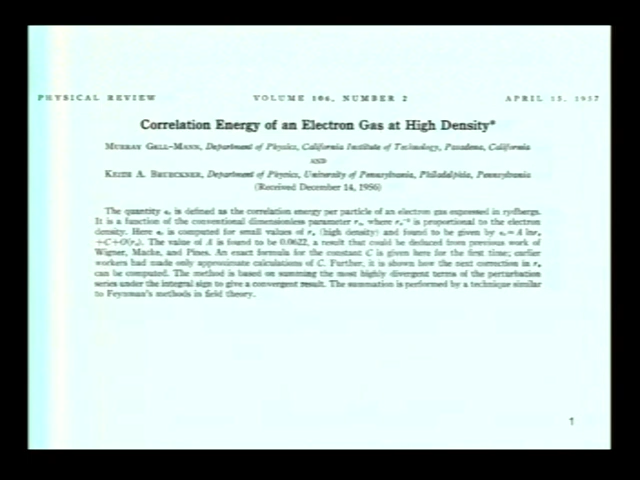 PHYSICAL REVIEW VOLUME 106, NUMBER 2 APRIL 15, 1957
Correlation Energy of an Electron Gas at High Density*
MURRAY GELL-MANN, Department of Physics, California Institute of Technology, Pasadena, California
AND
KEITH A. BRUECKNER, Department of Physics, University of Pennsylvania, Philadelphia, Pennsylvania
(Received December 14, 1956)
The quantity εc is defined as the correlation energy per particle of an electron gas expressed in rydbergs.
It is a function of the conventional dimensionless parameter rs, where rs⁻³ is proportional to the electron
density. Here εc is computed for small values of rs (high density) and found to be given by εc=A lnrs
+C+O(rs). The value of A is found to be 0.0622, a result that could be deduced from previous work of
Wigner, Macke, and Pines. An exact formula for the constant C is given here for the first time; earlier
workers had made only approximate calculations of C. Further, it is shown how the next correction in rs
can be computed. The method is based on summing the most highly divergent terms of the perturbation
series under the integral sign to give a convergent result. The summation is performed by a technique similar
to Feynman's methods in field theory.
1